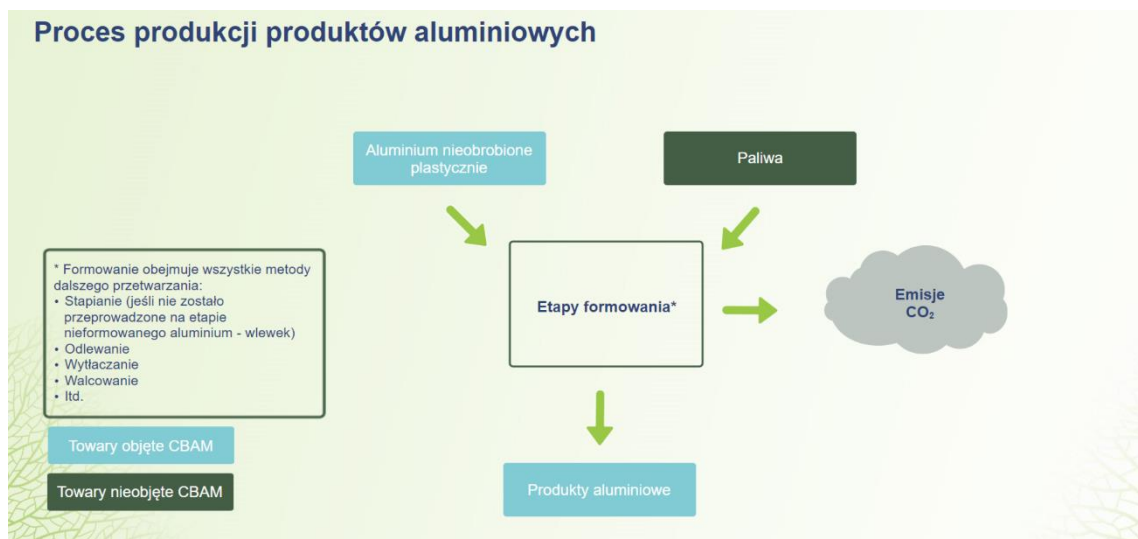 Proces produkcji produktów aluminiowych
Aluminium nieobrobione
plastycznie
Paliwa
* Formowanie obejmuje wszystkie metody
dalszego przetwarzania:
• Stapianie (jeśli nie zostało
przeprowadzone na etapie
nieformowanego aluminium - wlewek)
• Odlewanie
• Wytłaczanie
• Walcowanie
• Itd.
Etapy formowania*
Emisje
CO₂
Towary objęte CBAM
Towary nieobjęte CBAM
Produkty aluminiowe